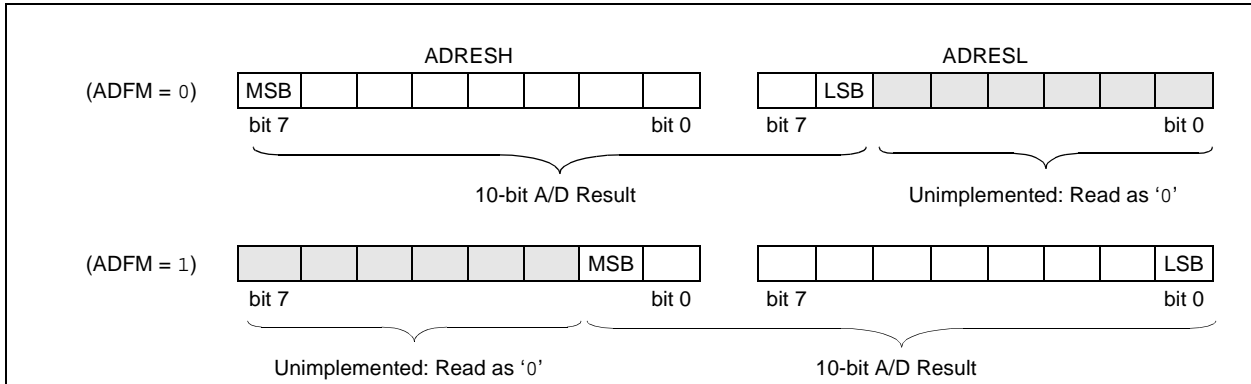 ADRESH ADRESL
(ADFM = 0) MSB LSB
bit 7 bit 0 bit 7 bit 0
10-bit A/D Result Unimplemented: Read as ‘0’
(ADFM = 1) MSB LSB
bit 7 bit 0 bit 7 bit 0
Unimplemented: Read as ‘0’ 10-bit A/D Result